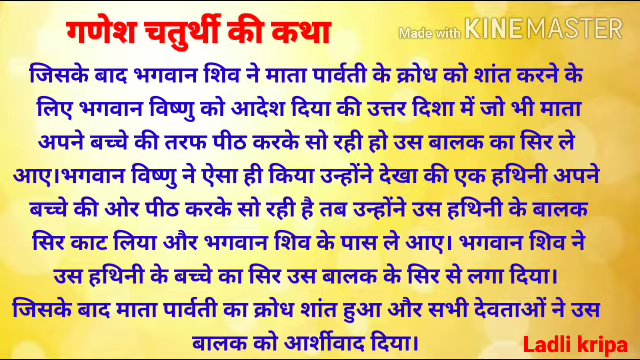 गणेश चतुर्थी की कथा
Made with KINEMASTER
जिसके बाद भगवान शिव ने माता पार्वती के क्रोध को शांत करने के
लिए भगवान विष्णु को आदेश दिया की उत्तर दिशा में जो भी माता
अपने बच्चे की तरफ पीठ करके सो रही हो उस बालक का सिर ले
आए।भगवान विष्णु ने ऐसा ही किया उन्होंने देखा की एक हथिनी अपने
बच्चे की ओर पीठ करके सो रही है तब उन्होंने उस हथिनी के बालक
सिर काट लिया और भगवान शिव के पास ले आए। भगवान शिव ने
उस हथिनी के बच्चे का सिर उस बालक के सिर से लगा दिया।
जिसके बाद माता पार्वती का क्रोध शांत हुआ और सभी देवताओं ने उस
बालक को आर्शीवाद दिया।
Ladli kripa